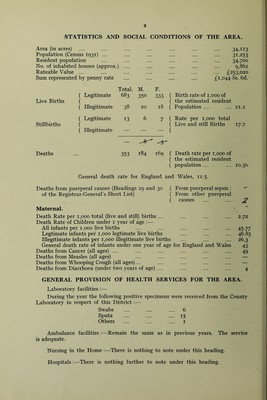 2
STATISTICS AND SOCIAL CONDITIONS OF THE AREA.
Area (in acres) ... ... ... ... ... ... 34,123
Population (Census 1931) ... ... ... ... ... 31,253
Resident population ... ... ... ... ... 34,700
No. of inhabited houses (approx.) ... ... ... ... 9,862
Rateable Value ... ... ... ... ... ... £253,020
Sum represented by penny rate ... ... ... ... £1,044 8s. 6d.
Total. M. F.
Live Births
Legitimate 683 350 333 Birth rate of 1,000 of
the estimated resident
Illegitimate 38 20 18 Population ... ... 21.2
Stillbirths
Legitimate 13 6 7 Rate per 1,000 total
Live and still Births 17.7
Illegitimate — — —
Deaths ... 353 184 169 Death rate per 1,000 of
the estimated resident
population ... ... 10.30
General death rate for England and Wales, 11.5.
Deaths from puerperal causes (Headings 29 and 30 of the Registrar-General's Short List)
From puerperal sepsis : –
From other puerperal
causes ... ... 2
Maternal.
Death Rate per 1,000 total (live and still) births ... ... ... 2.72
Death Rate of Children under 1 year of age :—
All infants per 1,000 live births ... ... ... ... 45.77
Legitimate infants per 1,000 legitimate live births ... ... 46.85
Illegitimate infants per 1,000 illegitimate live births ... ... 26.3
General death rate of infants under one year of age for England and Wales 43
Deaths from Cancer (all ages) ... ... ... ... ... 49
Deaths from Measles (all ages) ... ... ... ... ... —
Deaths from Whooping Cough (all ages) ... ... ... ... —
Deaths from Diarrhœa (under two years of age) ... ... ... ... 4
GENERAL PROVISION OF HEALTH SERVICES FOR THE AREA.
Laboratory facilities :—
During the year the following positive specimens were received from the County
Laboratory in respect of this District :—
Swabs ... ... ... 6
Sputa ... ... ... 15
Others ... ... ... 1
Ambulance facilities :—Remain the same as in previous years. The service
is adequate.
Nursing in the Home :—There is nothing to note under this heading.
Hospitals :—There is nothing further to note under this heading.